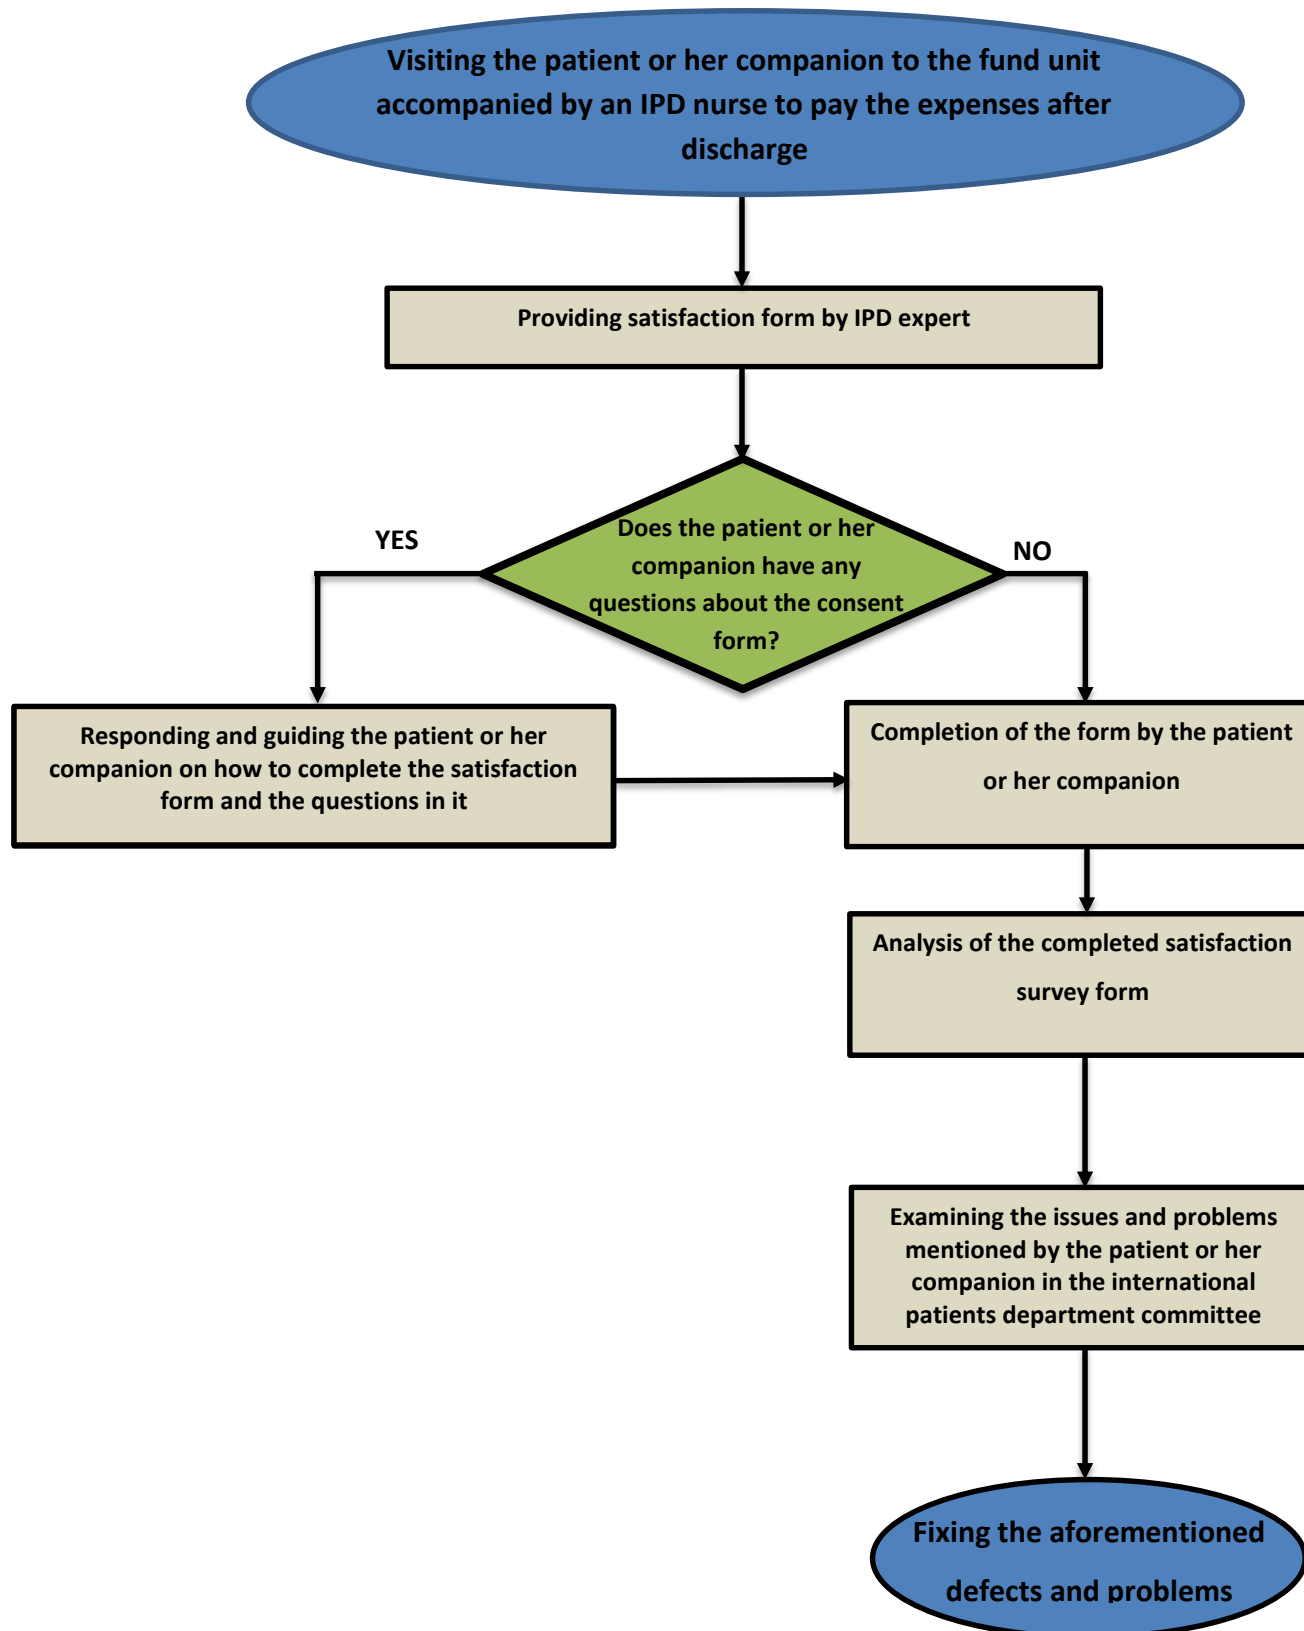 Visiting the patient or her companion to the fund unit
accompanied by an IPD nurse to pay the expenses after
discharge
Providing satisfaction form by IPD expert
Does the patient or her
companion have any
questions about the consent
form?
YES
NO
Responding and guiding the patient or her
companion on how to complete the satisfaction
form and the questions in it
Completion of the form by the patient
or her companion
Analysis of the completed satisfaction
survey form
Examining the issues and problems
mentioned by the patient or her
companion in the international
patients department committee
Fixing the aforementioned
defects and problems